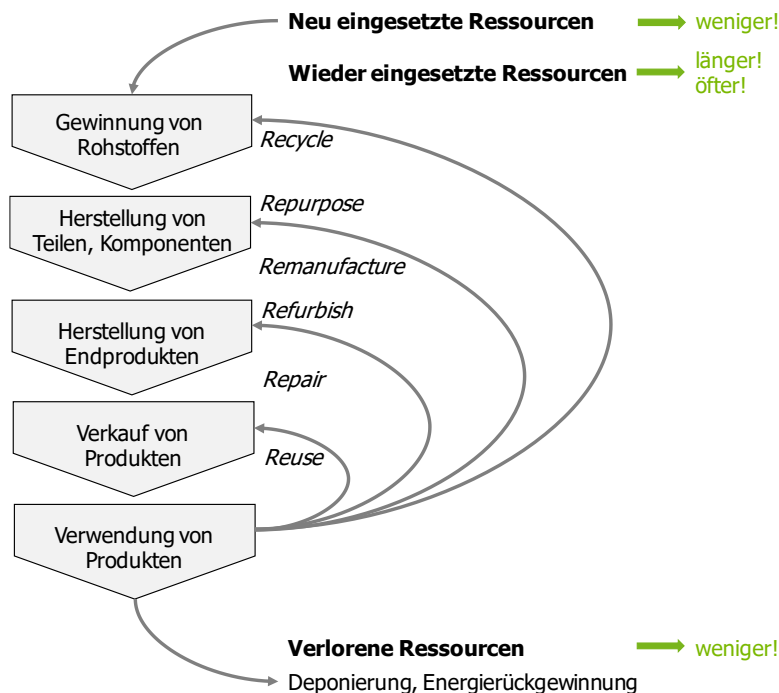 Neu eingesetzte Ressourcen weniger!
Wieder eingesetzte Ressourcen länger!
öfter!
Gewinnung von
Rohstoffen
Recycle
Repurpose
Herstellung von
Teilen, Komponenten
Remanufacture
Refurbish
Herstellung von
Endprodukten
Repair
Verkauf von
Produkten
Reuse
Verwendung von
Produkten
Verlorene Ressourcen weniger!
Deponierung, Energierückgewinnung